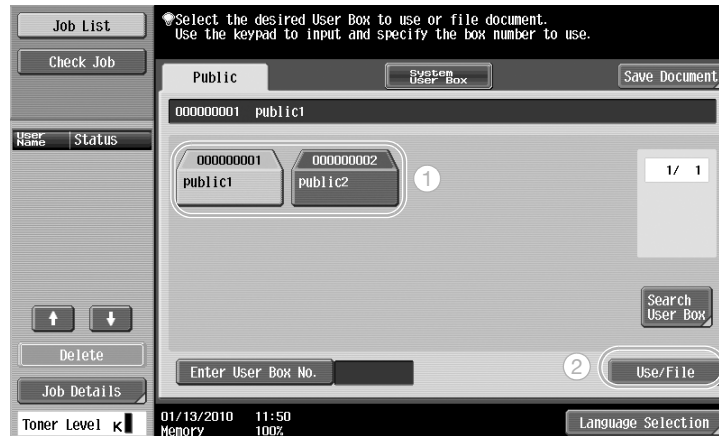 Job List
Check Job
User Name Status
Delete
Job Details
Toner Level K
Select the desired User Box to use or file document.
Use the keypad to input and specify the box number to use.
Public
System User Box
Save Document
000000001 public1
000000001
public1
000000002
public2
1
1/ 1
Search
User Box
Enter User Box No.
2
Use/File
01/13/2010 11:50
Memory 100%
Language Selection